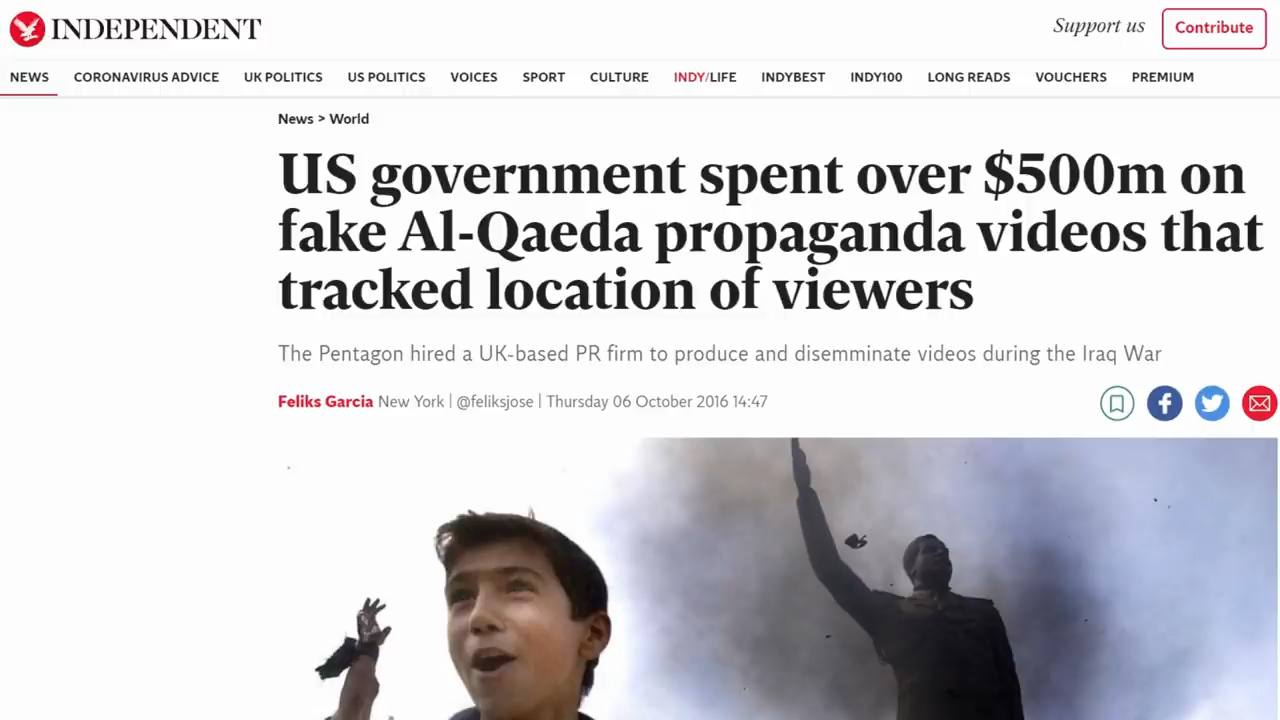 INDEPENDENT
Support us
Contribute
NEWS CORONAVIRUS ADVICE UK POLITICS US POLITICS VOICES SPORT CULTURE INDY/LIFE INDYBEST INDY100 LONG READS VOUCHERS PREMIUM
News > World
US government spent over $500m on
fake Al-Qaeda propaganda videos that
tracked location of viewers
The Pentagon hired a UK-based PR firm to produce and disemminate videos during the Iraq War
Feliks Garcia New York | @feliksjose | Thursday 06 October 2016 14:47